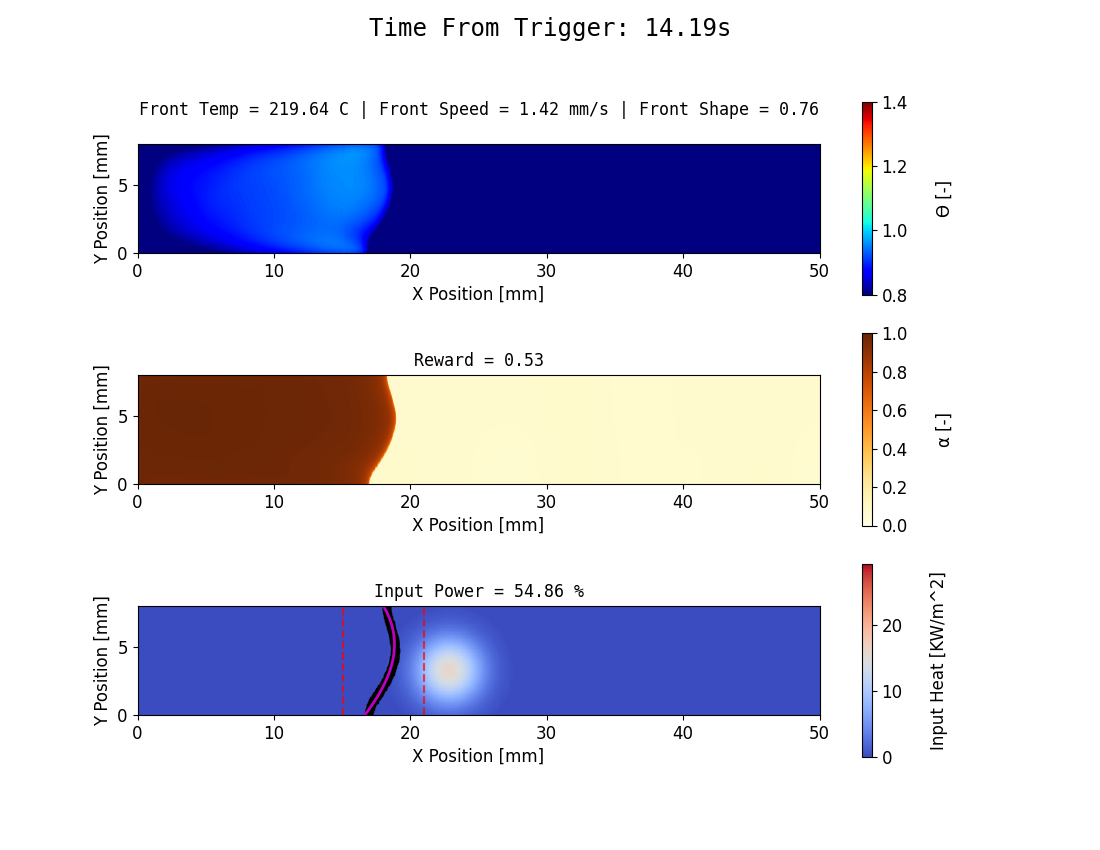 Time From Trigger: 14.19s
Front Temp = 219.64 C | Front Speed = 1.42 mm/s | Front Shape = 0.76
Y Position [mm]
5
0
0 10 20 30 40 50
X Position [mm]
1.4
1.2
1.0
0.8
Θ [-]
Reward = 0.53
Y Position [mm]
5
0
0 10 20 30 40 50
X Position [mm]
1.0
0.8
0.6
0.4
0.2
0.0
α [-]
Input Power = 54.86 %
Y Position [mm]
5
0
0 10 20 30 40 50
X Position [mm]
20
10
0
Input Heat [KW/m^2]